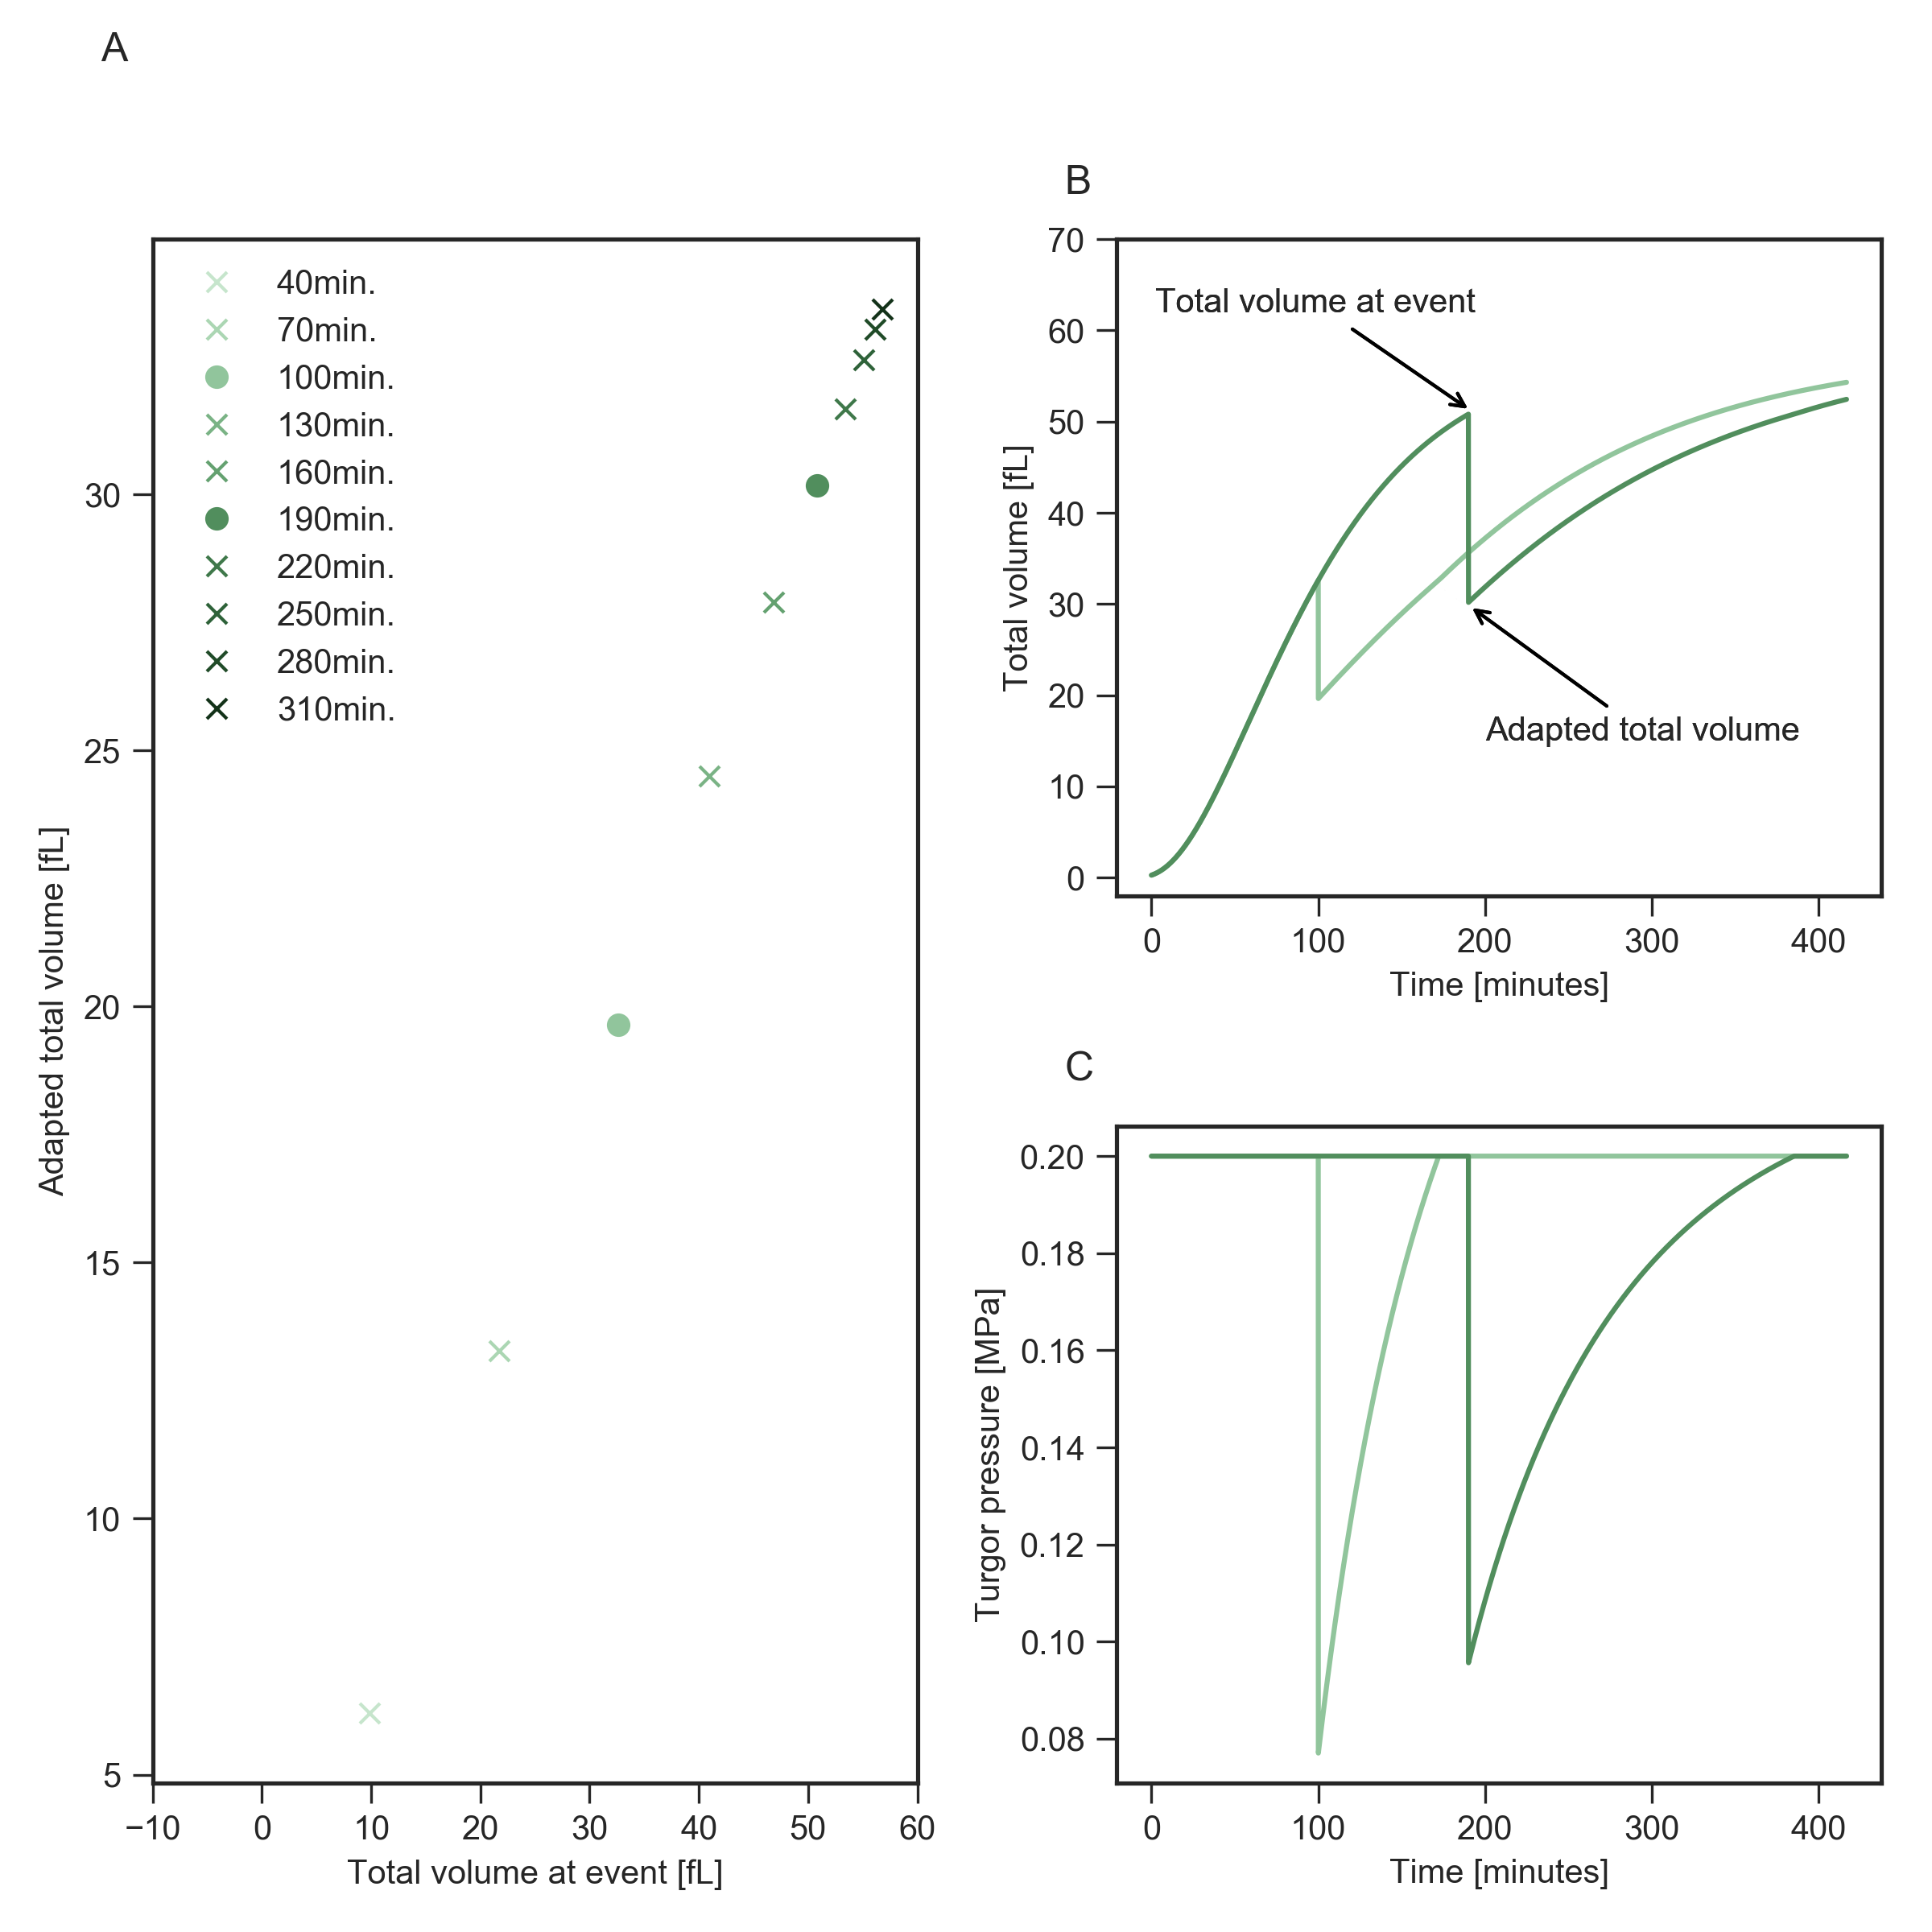 A
40min.
70min.
100min.
130min.
160min.
190min.
220min.
250min.
280min.
310min.
30
25
20
15
10
5
−10 0 10 20 30 40 50 60
Adapted total volume [fL]
Total volume at event [fL]
B
70
60
50
40
30
20
10
0
Total volume at event
Adapted total volume
0 100 200 300 400
Total volume [fL]
Time [minutes]
C
0.20
0.18
0.16
0.14
0.12
0.10
0.08
0 100 200 300 400
Turgor pressure [MPa]
Time [minutes]